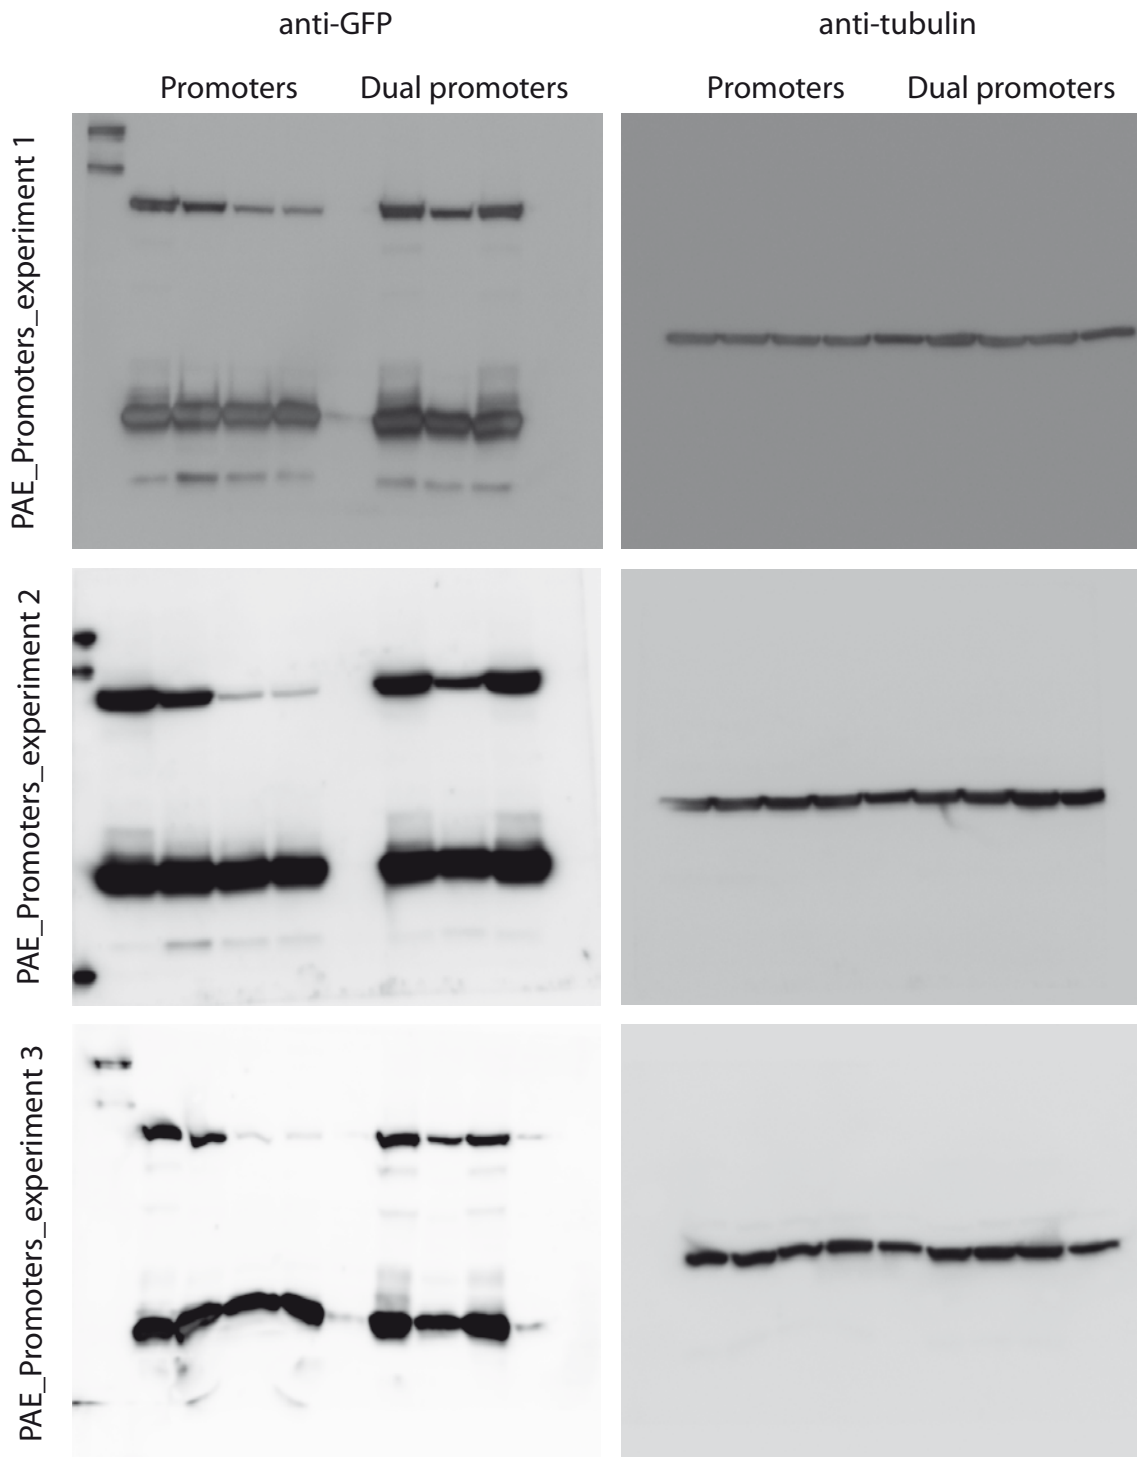 anti-GFP
anti-tubulin
Promoters
Dual promoters
Promoters
Dual promoters
PAE_Promoters_experiment 1
PAE_Promoters_experiment 2
PAE_Promoters_experiment 3